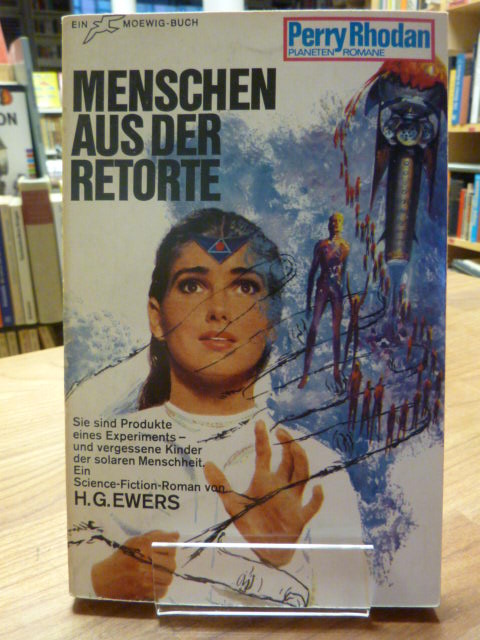 EIN MOEWIG-BUCH
Perry Rhodan
PLANETEN ROMANE
MENSCHEN
AUS DER
RETORTE
Sie sind Produkte
eines Experiments –
und vergessene Kinder
der solaren Menschheit.
Ein
Science-Fiction-Roman von
H.G.EWERS